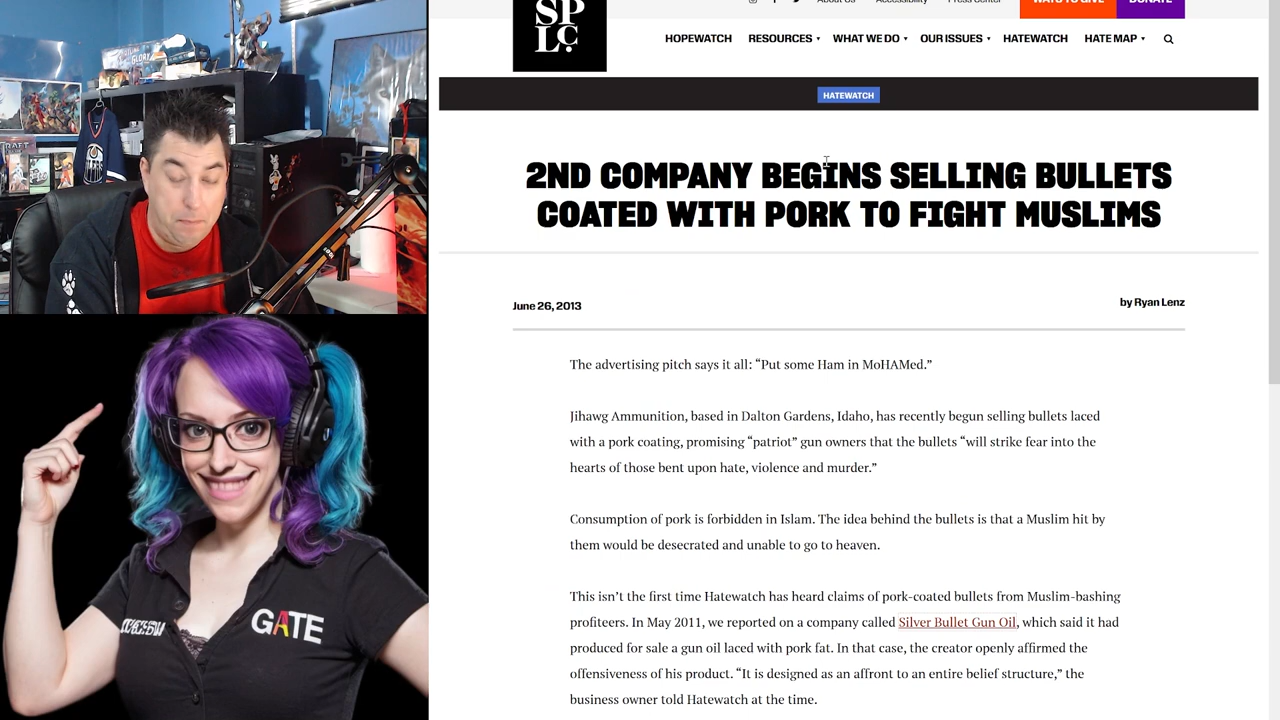 SP
Lc.
About Us
Accessibility
Press Center
WAYS TO GIVE
DONATE
HOPEWATCH
RESOURCES
WHAT WE DO
OUR ISSUES
HATEWATCH
HATE MAP
HATEWATCH
2ND COMPANY BEGINS SELLING BULLETS
COATED WITH PORK TO FIGHT MUSLIMS
June 26, 2013
by Ryan Lenz
The advertising pitch says it all: “Put some Ham in MoHAMed.”
Jihawg Ammunition, based in Dalton Gardens, Idaho, has recently begun selling bullets laced
with a pork coating, promising “patriot” gun owners that the bullets “will strike fear into the
hearts of those bent upon hate, violence and murder.”
Consumption of pork is forbidden in Islam. The idea behind the bullets is that a Muslim hit by
them would be desecrated and unable to go to heaven.
This isn’t the first time Hatewatch has heard claims of pork-coated bullets from Muslim-bashing
profiteers. In May 2011, we reported on a company called Silver Bullet Gun Oil, which said it had
produced for sale a gun oil laced with pork fat. In that case, the creator openly affirmed the
offensiveness of his product. “It is designed as an affront to an entire belief structure,” the
business owner told Hatewatch at the time.
GLORY
GATE